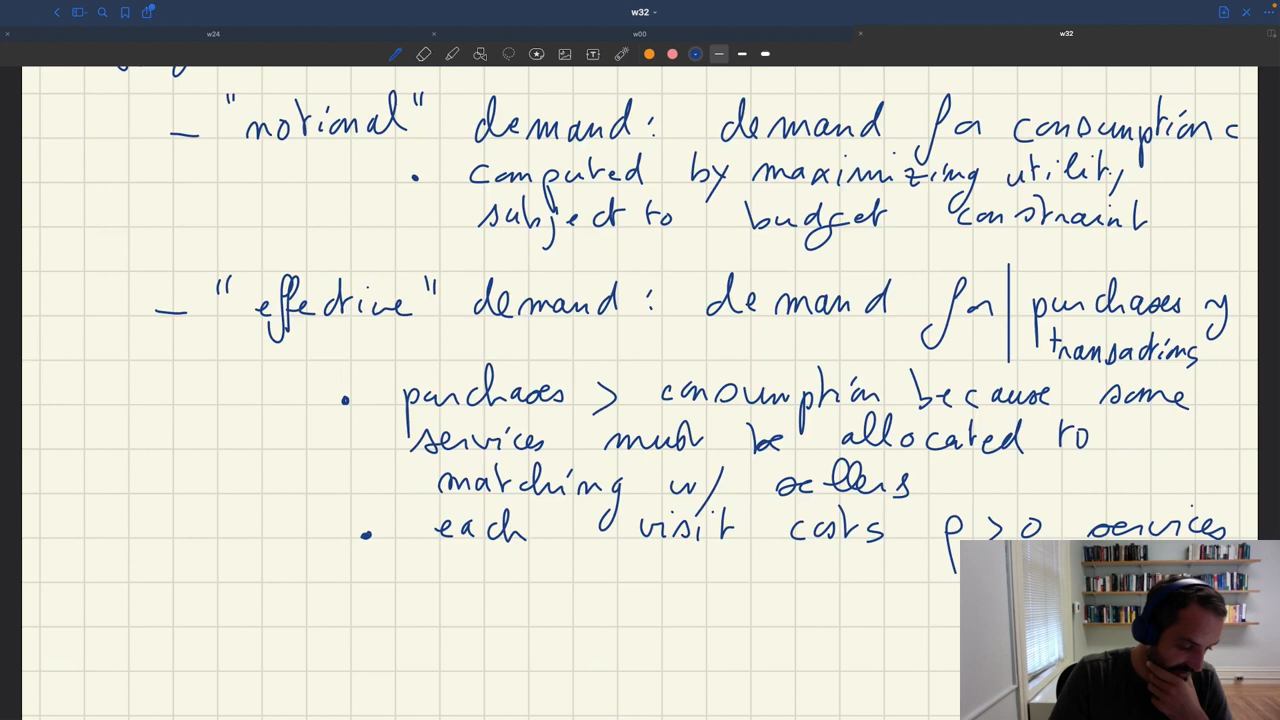 w32
w24
w00
w32
— "notional" demand: demand for consumption c
• computed by maximizing utility,
subject to budget constraint
— "effective" demand: demand for | purchases y
transactions
• purchases > consumption because some
services must be allocated to
matching w/ sellers
• each visit costs ρ > 0 services